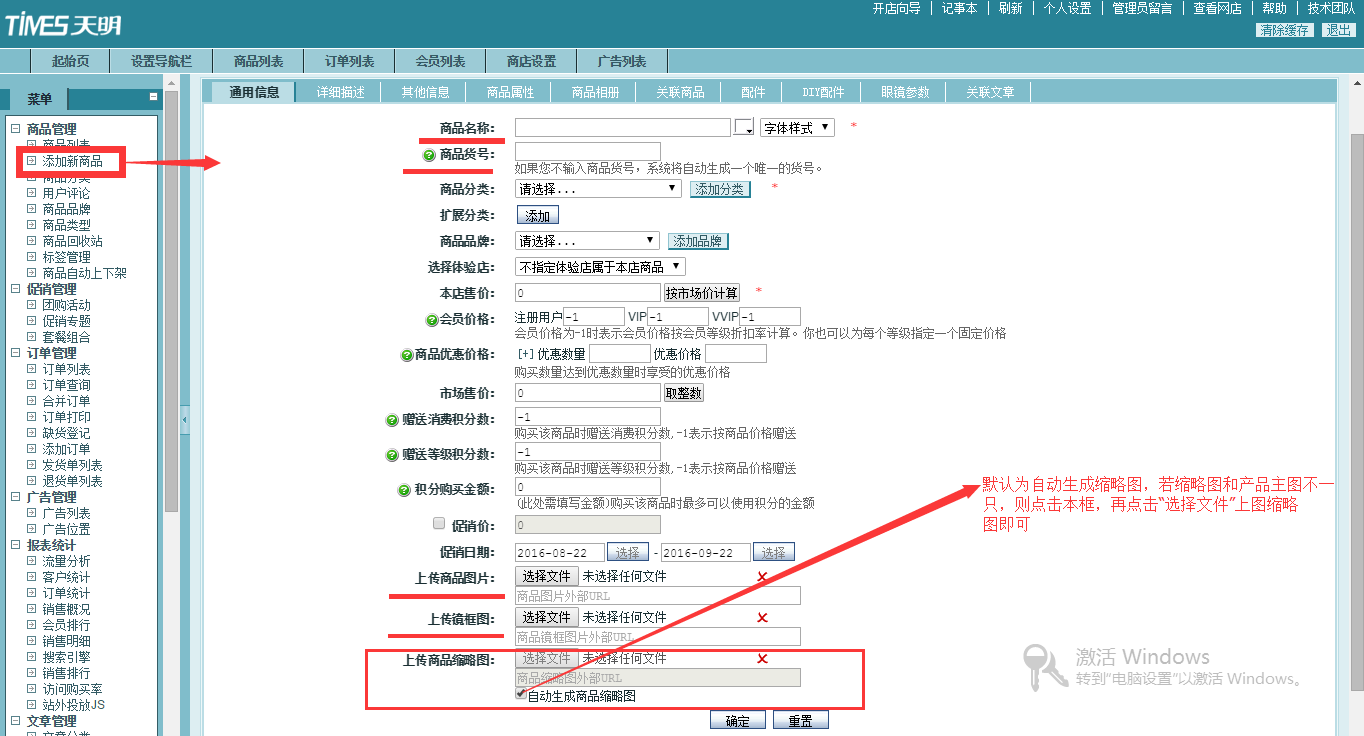 TIMES天明
开店向导 记事本 刷新 个人设置 管理员留言 查看网店 帮助 技术团队
清除缓存 退出
起始页 设置导航栏 商品列表 订单列表 会员列表 商店设置 广告列表
菜单
商品管理
商品列表
添加新商品
商品分类
用户评论
商品品牌
商品类型
商品回收站
标签管理
商品自动上下架
促销管理
团购活动
促销专题
套餐组合
订单管理
订单列表
订单查询
合并订单
订单打印
缺货登记
添加订单
发货单列表
退货单列表
广告管理
广告列表
广告位置
报表统计
流量分析
客户统计
订单统计
销售概况
会员排行
销售明细
搜索引擎
销售排行
访问购买率
站外投放JS
文章管理
文章分类
通用信息 详细描述 其他信息 商品属性 商品相册 关联商品 配件 DIY配件 眼镜参数 关联文章
商品名称： 字体样式 *
商品货号：
如果您不输入商品货号，系统将自动生成一个唯一的货号。
商品分类： 请选择... 添加分类 *
扩展分类： 添加
商品品牌： 请选择... 添加品牌
选择体验店： 不指定体验店属于本店商品
本店售价： 0 按市场价计算 *
会员价格： 注册用户 -1 VIP -1 VVIP -1
会员价格为-1时表示会员价格按会员等级折扣率计算。你也可以为每个等级指定一个固定价格
商品优惠价格： [+] 优惠数量 优惠价格
购买数量达到优惠数量时享受的优惠价格
市场售价： 0 取整数
赠送消费积分数： -1
购买该商品时赠送消费积分数,-1表示按商品价格赠送
赠送等级积分数： -1
购买该商品时赠送等级积分数,-1表示按商品价格赠送
积分购买金额： 0
(此处需填写金额)购买该商品时最多可以使用积分的金额
促销价： 0
促销日期： 2016-08-22 选择 - 2016-09-22 选择
上传商品图片： 选择文件 未选择任何文件
商品图片外部URL
上传镜框图： 选择文件 未选择任何文件
商品镜框图片外部URL
上传商品缩略图： 选择文件 未选择任何文件
商品缩略图外部URL
自动生成商品缩略图
确定 重置
默认为自动生成缩略图，若缩略图和产品主图不一
只，则点击本框，再点击“选择文件”上图缩略
图即可
激活 Windows
转到“电脑设置”以激活 Windows。